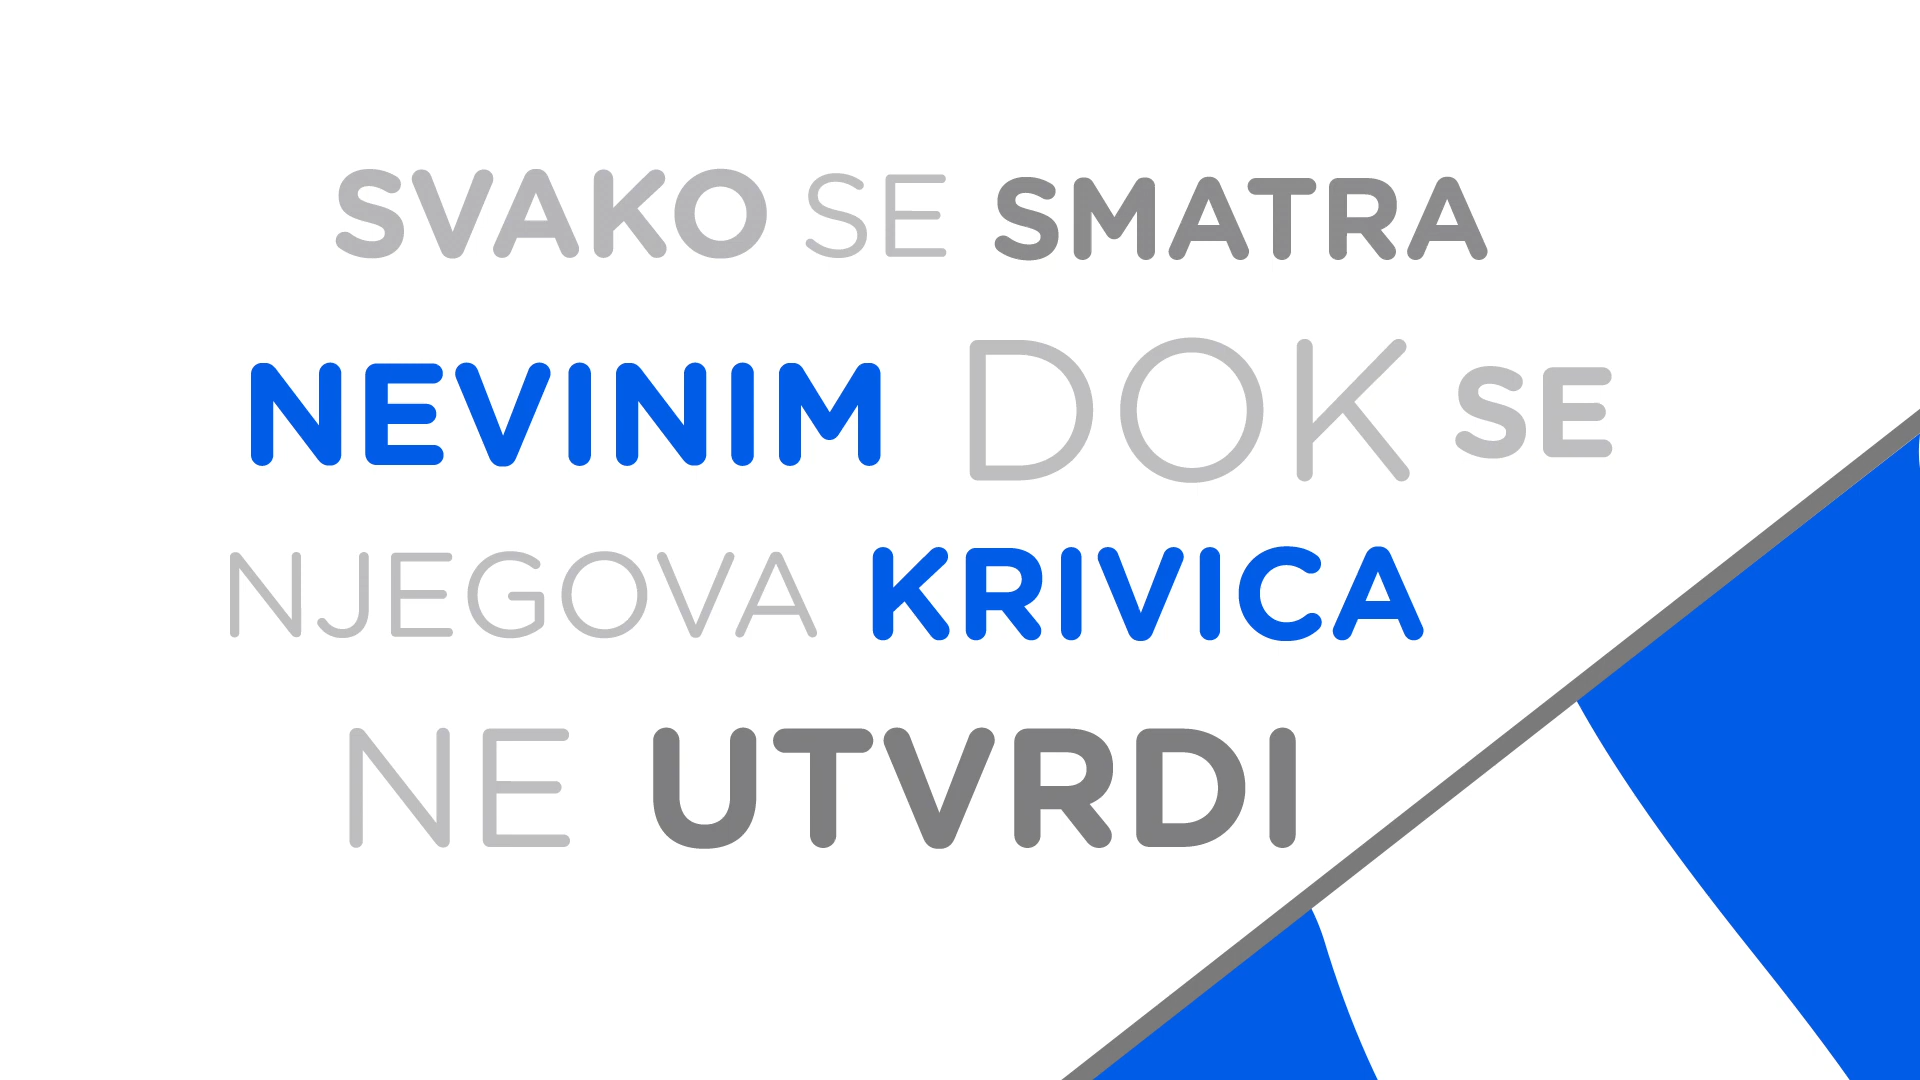 SVAKO SE SMATRA
NEVINIM DOK SE
NJEGOVA KRIVICA
NE UTVRDI